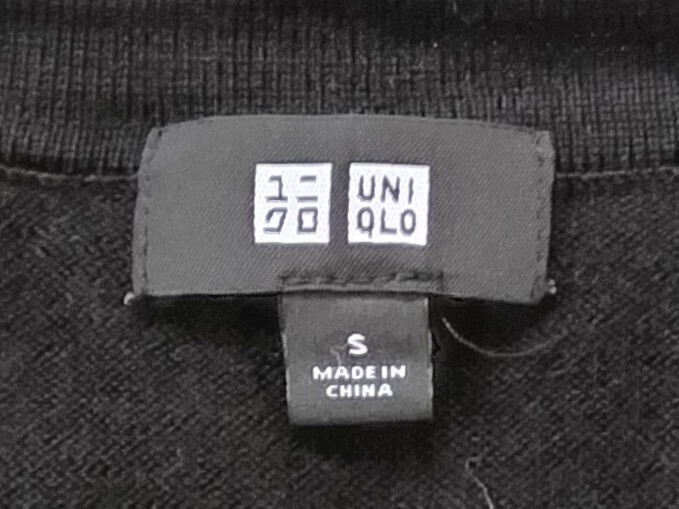 ユニ UNI
クロ QLO
S
MADE IN
CHINA